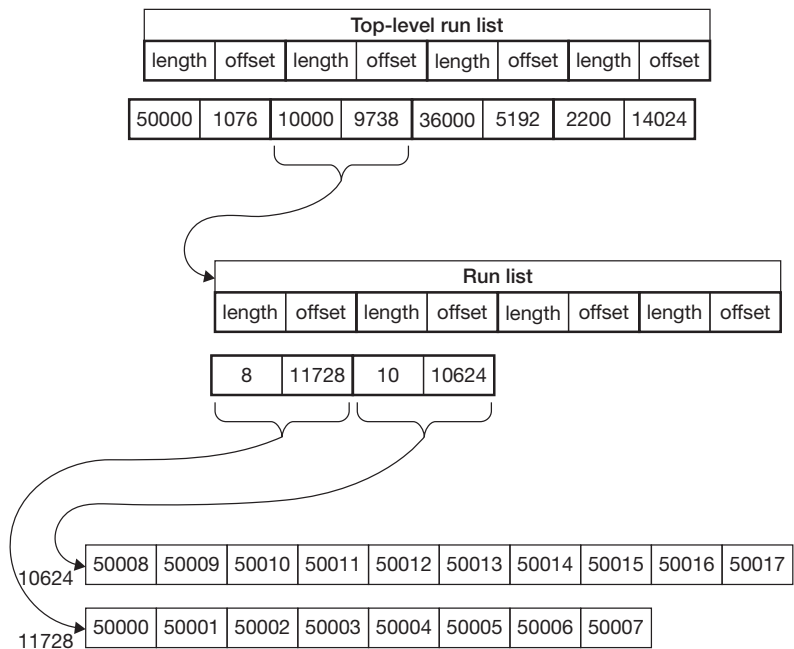 Top-level run list
length offset length offset length offset length offset
50000 1076 10000 9738 36000 5192 2200 14024
Run list
length offset length offset length offset length offset
8 11728 10 10624
10624 50008 50009 50010 50011 50012 50013 50014 50015 50016 50017
11728 50000 50001 50002 50003 50004 50005 50006 50007